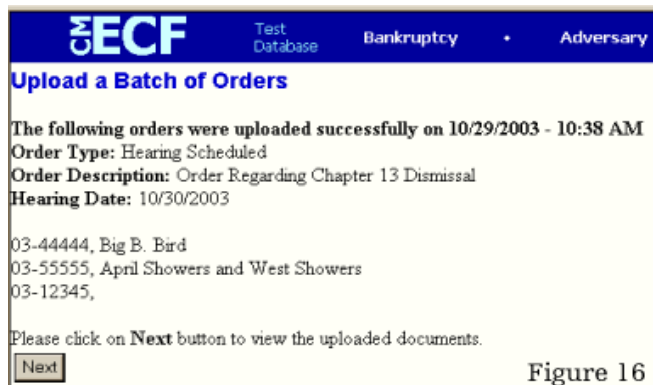 CM ECF Test Database Bankruptcy • Adversary
Upload a Batch of Orders
The following orders were uploaded successfully on 10/29/2003 - 10:38 AM
Order Type: Hearing Scheduled
Order Description: Order Regarding Chapter 13 Dismissal
Hearing Date: 10/30/2003
03-44444, Big B. Bird
03-55555, April Showers and West Showers
03-12345,
Please click on Next button to view the uploaded documents.
Next
Figure 16